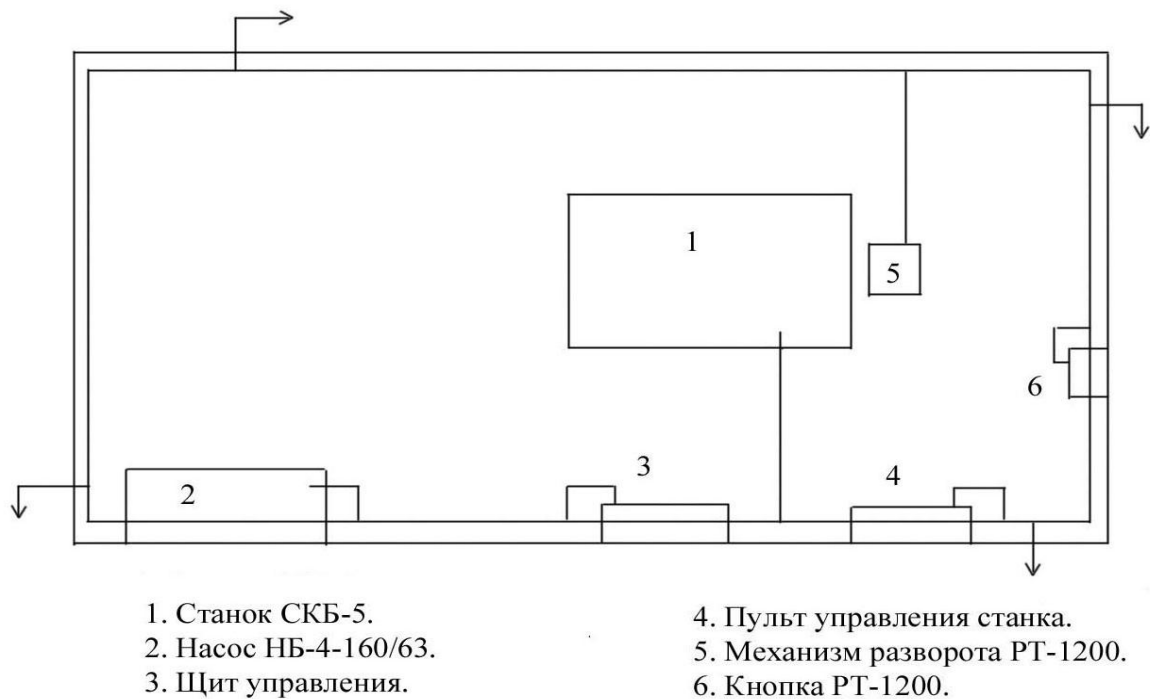 1
5
6
3
4
2
1. Станок СКБ-5.
2. Насос НБ-4-160/63.
3. Щит управления.
4. Пульт управления станка.
5. Механизм разворота РТ-1200.
6. Кнопка РТ-1200.